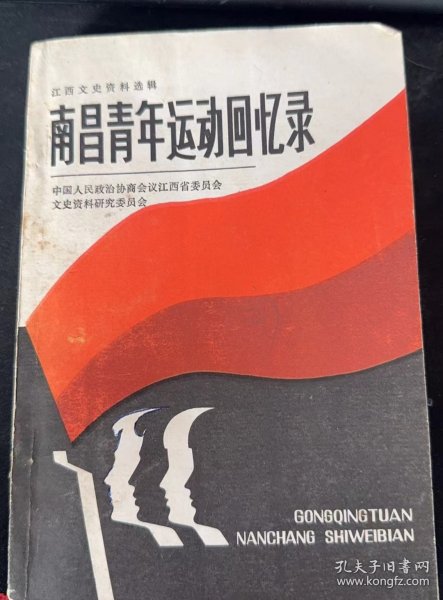 江西文史资料选辑
南昌青年运动回忆录
中国人民政治协商会议江西省委员会
文史资料研究委员会
GONGQINGTUAN
NANCHANG SHIWEIBIAN
孔夫子旧书网
www.kongfz.com